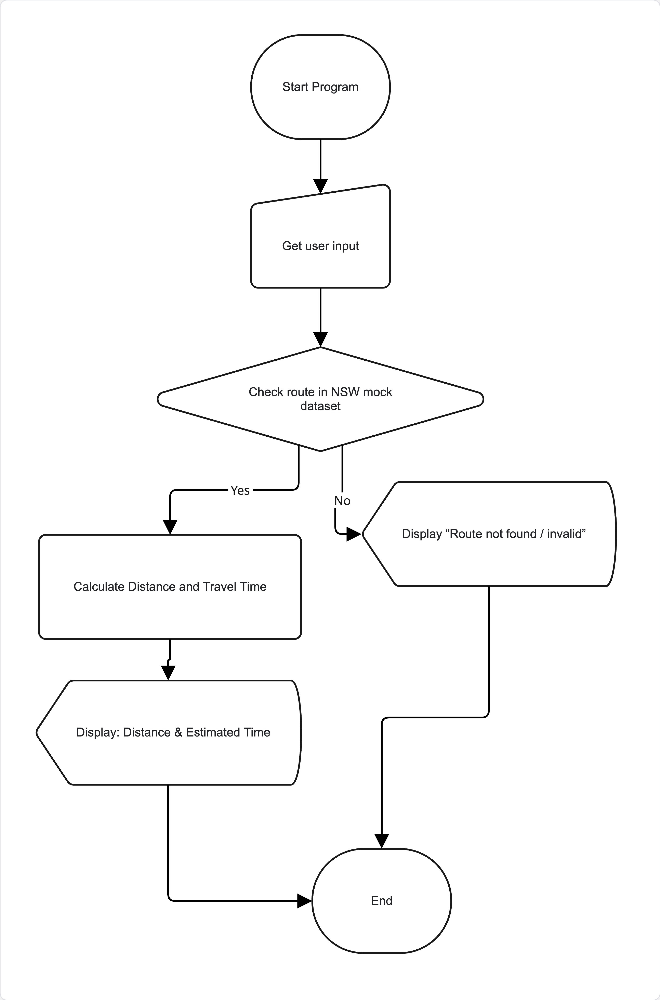 Start Program
Get user input
Check route in NSW mock
dataset
Yes
No
Display “Route not found / invalid”
Calculate Distance and Travel Time
Display: Distance & Estimated Time
End